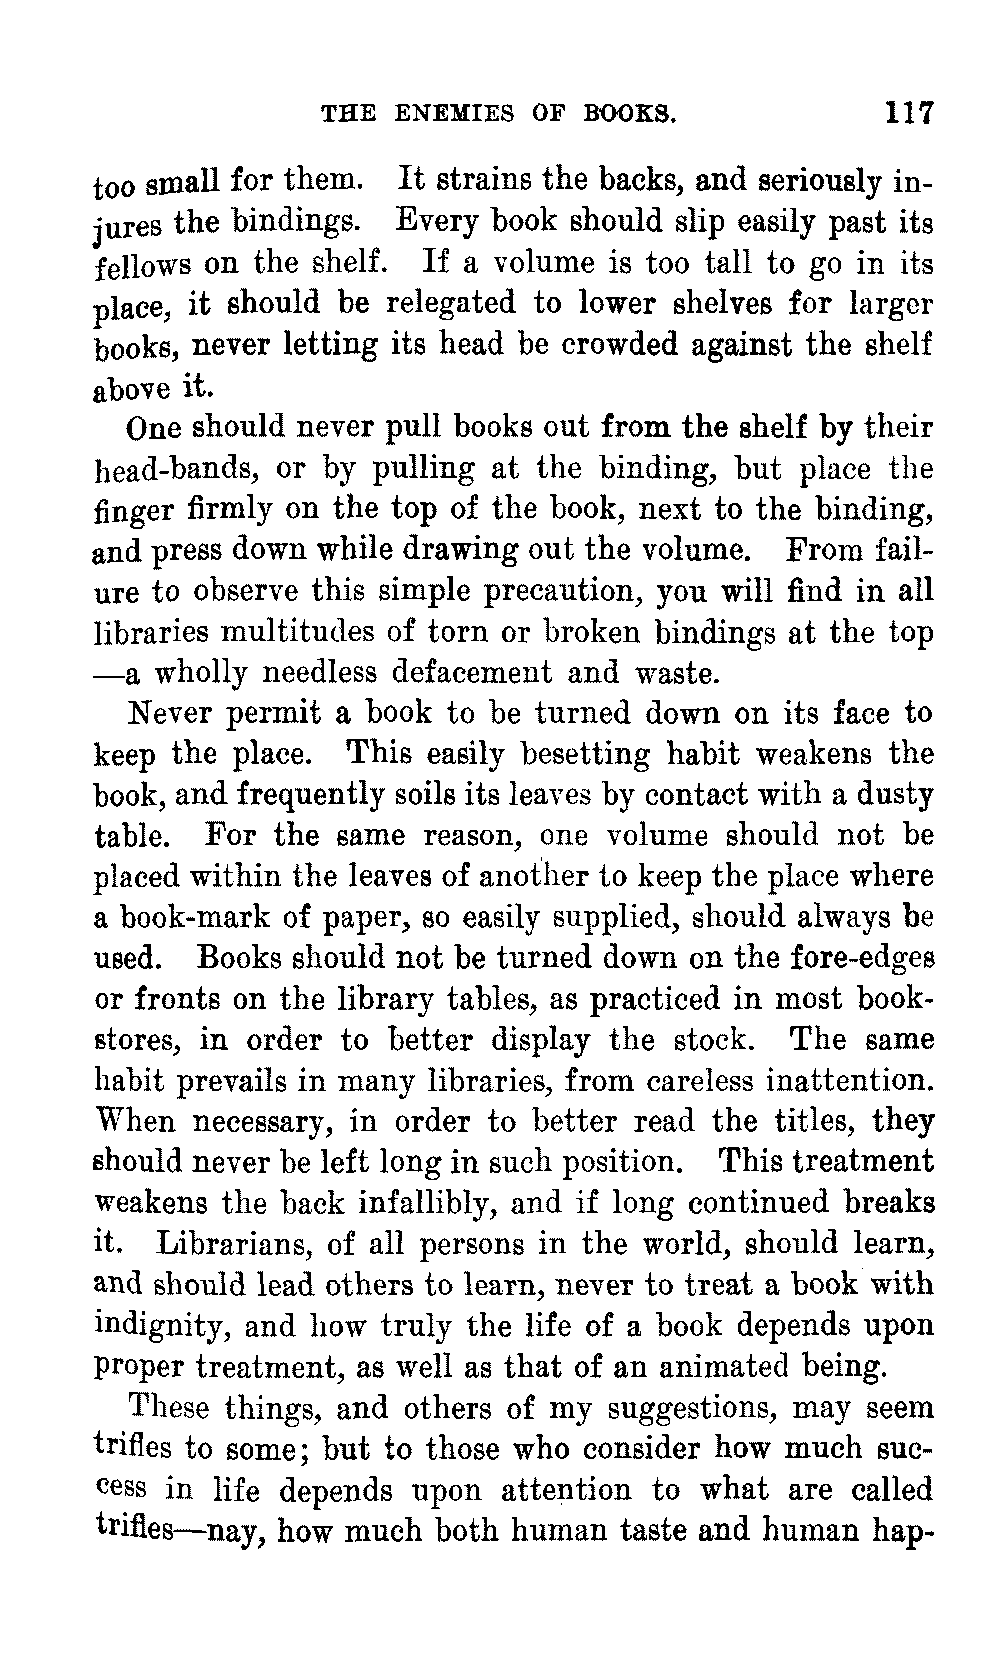 THE ENEMIES OF BOOKS. 117
too small for them. It strains the backs, and seriously in-
jures the bindings. Every book should slip easily past its
fellows on the shelf. If a volume is too tall to go in its
place, it should be relegated to lower shelves for larger
books, never letting its head be crowded against the shelf
above it.
One should never pull books out from the shelf by their
head-bands, or by pulling at the binding, but place the
finger firmly on the top of the book, next to the binding,
and press down while drawing out the volume. From fail-
ure to observe this simple precaution, you will find in all
libraries multitudes of torn or broken bindings at the top
—a wholly needless defacement and waste.
Never permit a book to be turned down on its face to
keep the place. This easily besetting habit weakens the
book, and frequently soils its leaves by contact with a dusty
table. For the same reason, one volume should not be
placed within the leaves of another to keep the place where
a book-mark of paper, so easily supplied, should always be
used. Books should not be turned down on the fore-edges
or fronts on the library tables, as practiced in most book-
stores, in order to better display the stock. The same
habit prevails in many libraries, from careless inattention.
When necessary, in order to better read the titles, they
should never be left long in such position. This treatment
weakens the back infallibly, and if long continued breaks
it. Librarians, of all persons in the world, should learn,
and should lead others to learn, never to treat a book with
indignity, and how truly the life of a book depends upon
proper treatment, as well as that of an animated being.
These things, and others of my suggestions, may seem
trifles to some; but to those who consider how much suc-
cess in life depends upon attention to what are called
trifles—nay, how much both human taste and human hap-